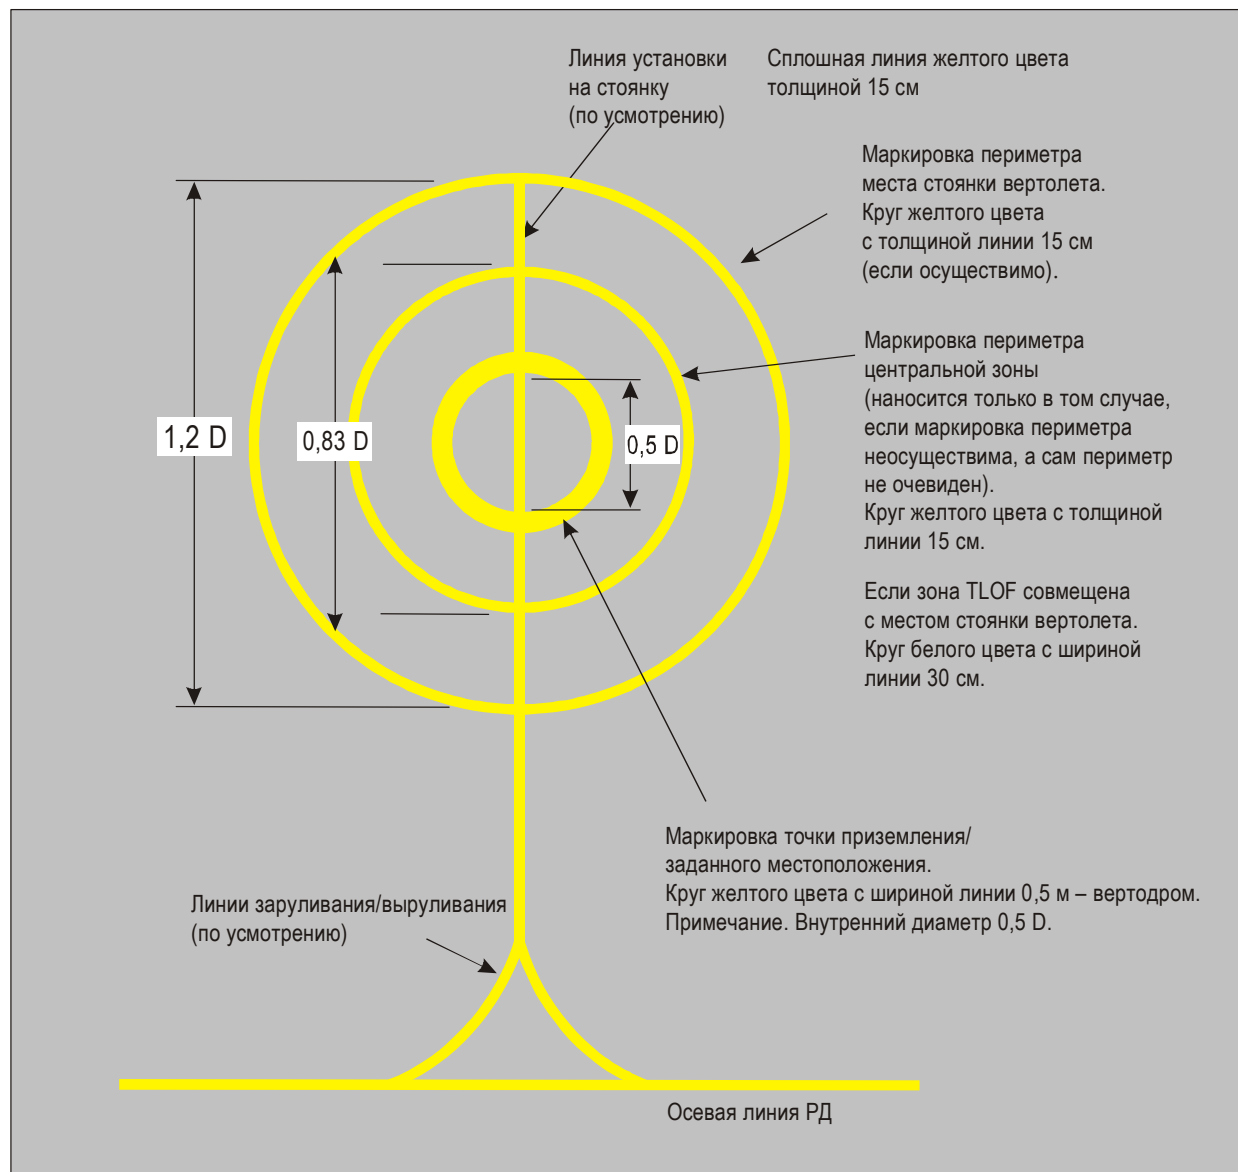 Линия установки
на стоянку
(по усмотрению)
Сплошная линия желтого цвета
толщиной 15 см
Маркировка периметра
места стоянки вертолета.
Круг желтого цвета
с толщиной линии 15 см
(если осуществимо).
Маркировка периметра
центральной зоны
(наносится только в том случае,
если маркировка периметра
неосуществима, а сам периметр
не очевиден).
Круг желтого цвета с толщиной
линии 15 см.
Если зона TLOF совмещена
с местом стоянки вертолета.
Круг белого цвета с шириной
линии 30 см.
1,2 D
0,83 D
0,5 D
Маркировка точки приземления/
заданного местоположения.
Круг желтого цвета с шириной линии 0,5 м – вертодром.
Примечание. Внутренний диаметр 0,5 D.
Линии заруливания/выруливания
(по усмотрению)
Осевая линия РД